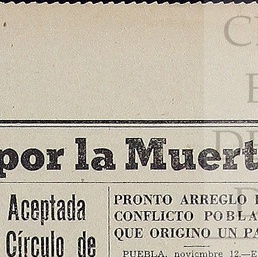 por la Muert
Aceptada
Círculo de
PRONTO ARREGLO
CONFLICTO POBLA
QUE ORIGINO UN PA
PUEBLA, noviembre 12.—E